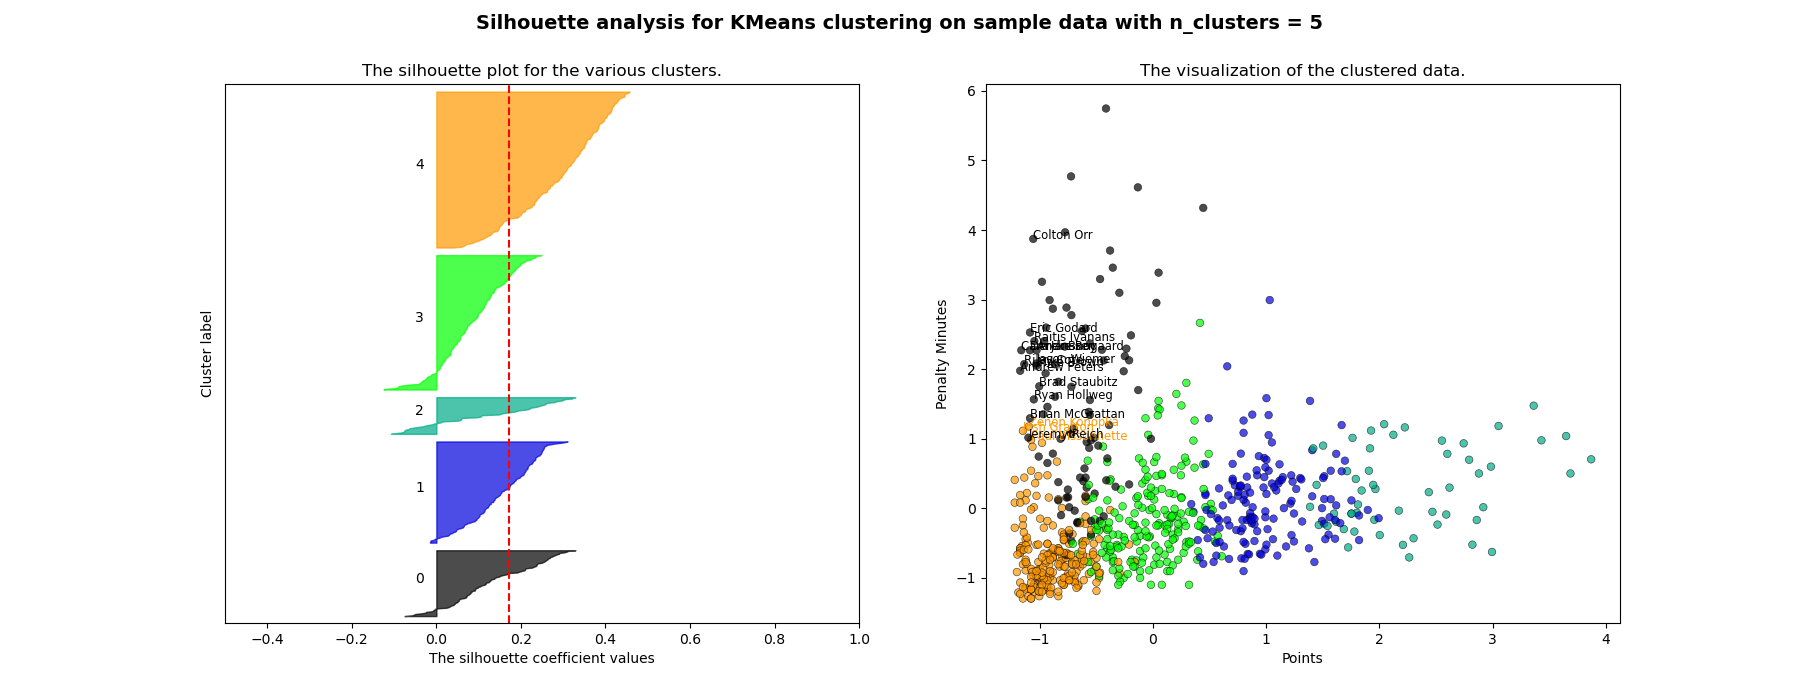 Silhouette analysis for KMeans clustering on sample data with n_clusters = 5
The silhouette plot for the various clusters.
4
3
2
1
0
Cluster label
−0.4 −0.2 0.0 0.2 0.4 0.6 0.8 1.0
The silhouette coefficient values
The visualization of the clustered data.
6
5
4
3
2
1
0
−1
Penalty Minutes
Colton Orr
Eric Godard
Raitis Ivanans
Andrew Peters
Brad Staubitz
Ryan Hollweg
Brian McGrattan
Zenon Konopka
Jeremy Reich
−1 0 1 2 3 4
Points